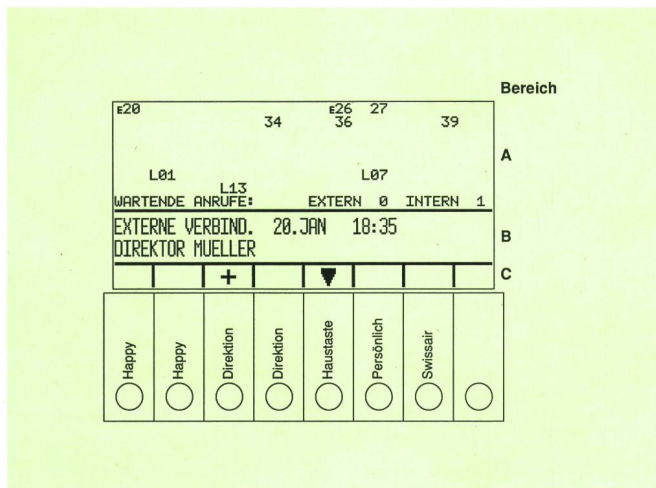 Bereich
E20 E26 27
34 36 39
A
L01 L07
L13
WARTENDE ANRUFE: EXTERN 0 INTERN 1
EXTERNE VERBIND. 20.JAN 18:35
B
DIREKTOR MUELLER
+ C
Happy
Happy
Direktion
Direktion
Haustaste
Persönlich
Swissair